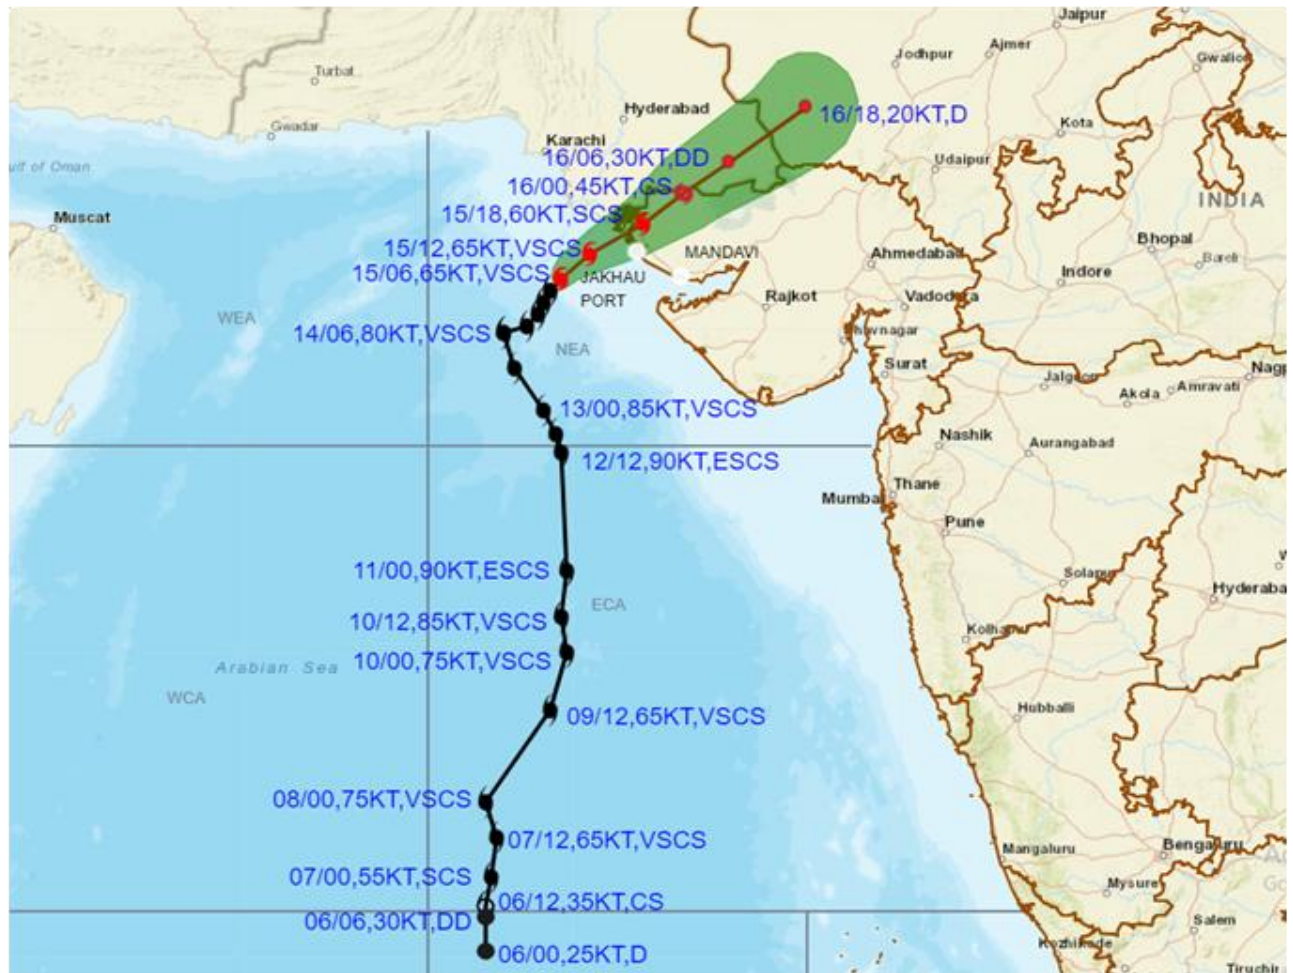 Jaipur
Jodhpur
Ajmer
Gwalior
Turbat
Hyderabad
16/18,20KT,D
Kota
Gwadar
Karachi
16/06,30KT,DD
Udaipur
ulf of Oman
16/00,45KT,CS
INDIA
Muscat
15/18,60KT,SCS
15/12,65KT,VSCS
MANDAVI
Ahmedabad
Bhopal
Bareli
15/06,65KT,VSCS
JAKHAU
PORT
Indore
Rajkot
Vadodara
WEA
14/06,80KT,VSCS
NEA
Bhavnagar
Surat
Jalgaon
Nagp
Akola
Amravati
13/00,85KT,VSCS
Nashik
Aurangabad
12/12,90KT,ESCS
Thane
Mumbai
Pune
11/00,90KT,ESCS
Solapur
Hyderaba
ECA
10/12,85KT,VSCS
Kolhapur
10/00,75KT,VSCS
Arabian Sea
WCA
09/12,65KT,VSCS
Hubballi
08/00,75KT,VSCS
07/12,65KT,VSCS
Mangaluru
Bengaluru
07/00,55KT,SCS
Mysure
06/12,35KT,CS
06/06,30KT,DD
Salem
Kozhikode
06/00,25KT,D
Tiruchir